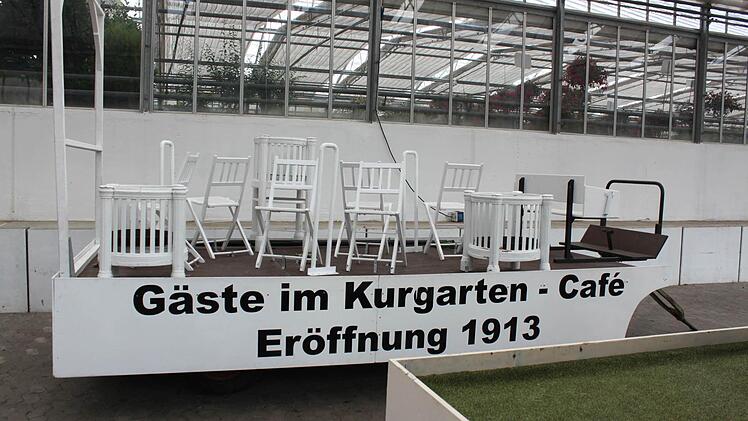 Gäste im Kurgarten - Café
Eröffnung 1913